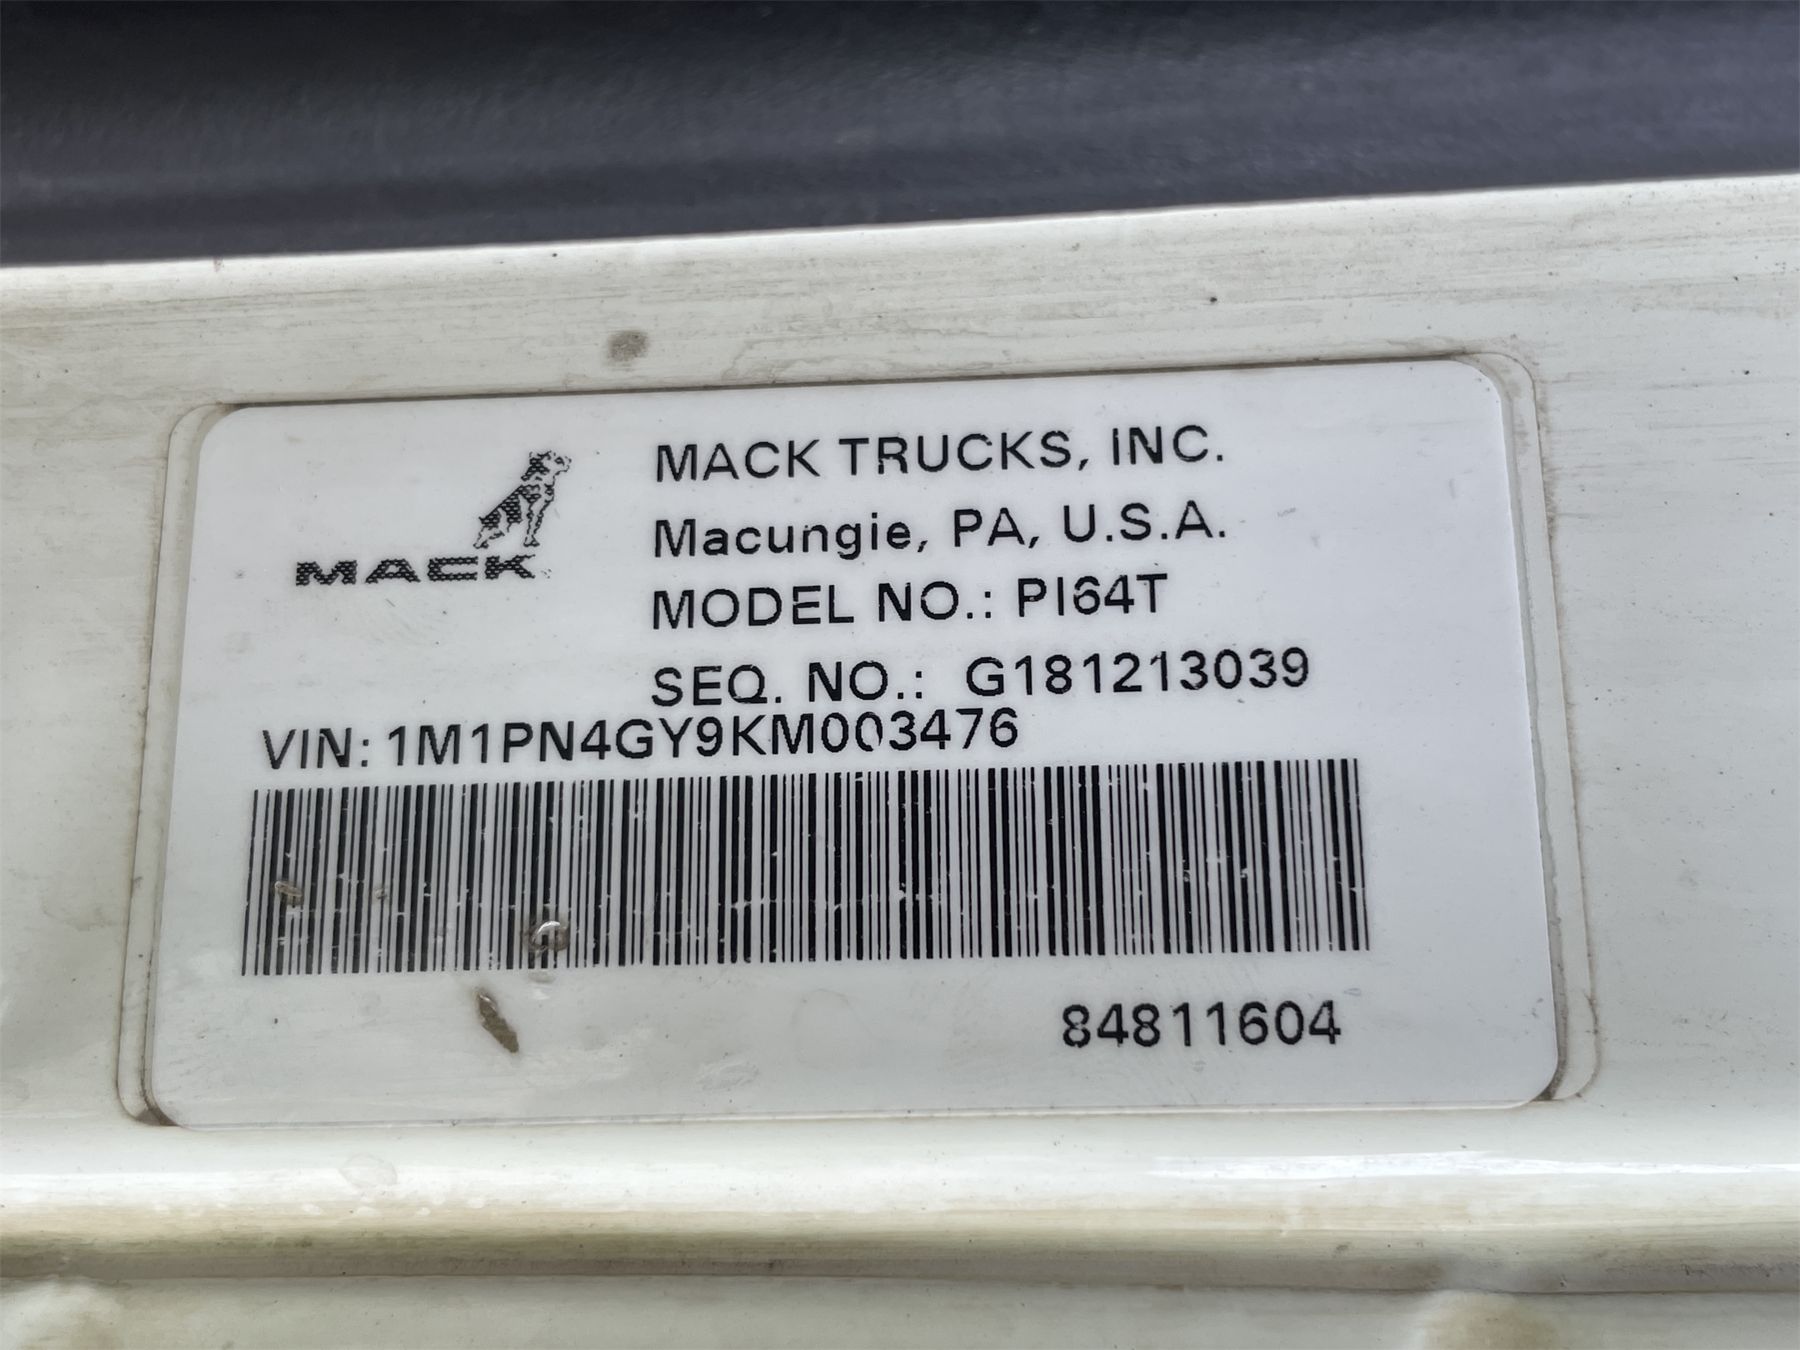 MACK TRUCKS, INC.
Macungie, PA, U.S.A.
MACK
MODEL NO.: PI64T
SEQ. NO.: G181213039
VIN: 1M1PN4GY9KM003476
84811604